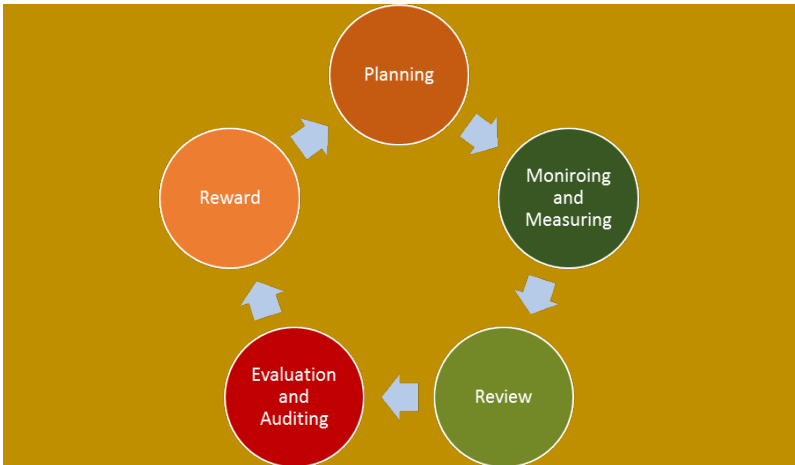 Planning
Moniroing
and
Measuring
Review
Evaluation
and
Auditing
Reward